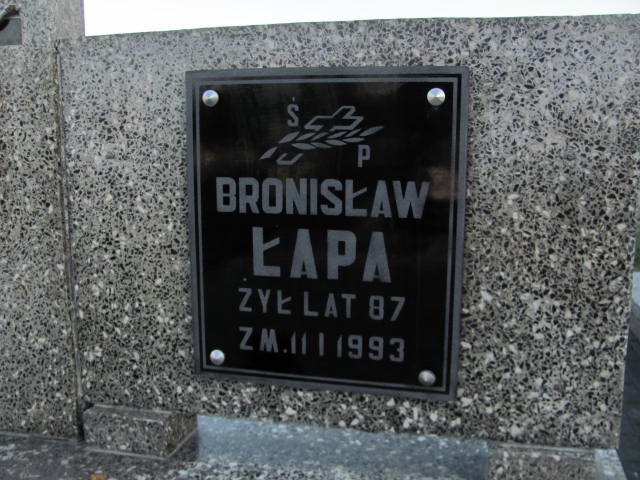 Ś P
BRONISŁAW
ŁAPA
ŻYŁ LAT 87
ZM. 11 I 1993